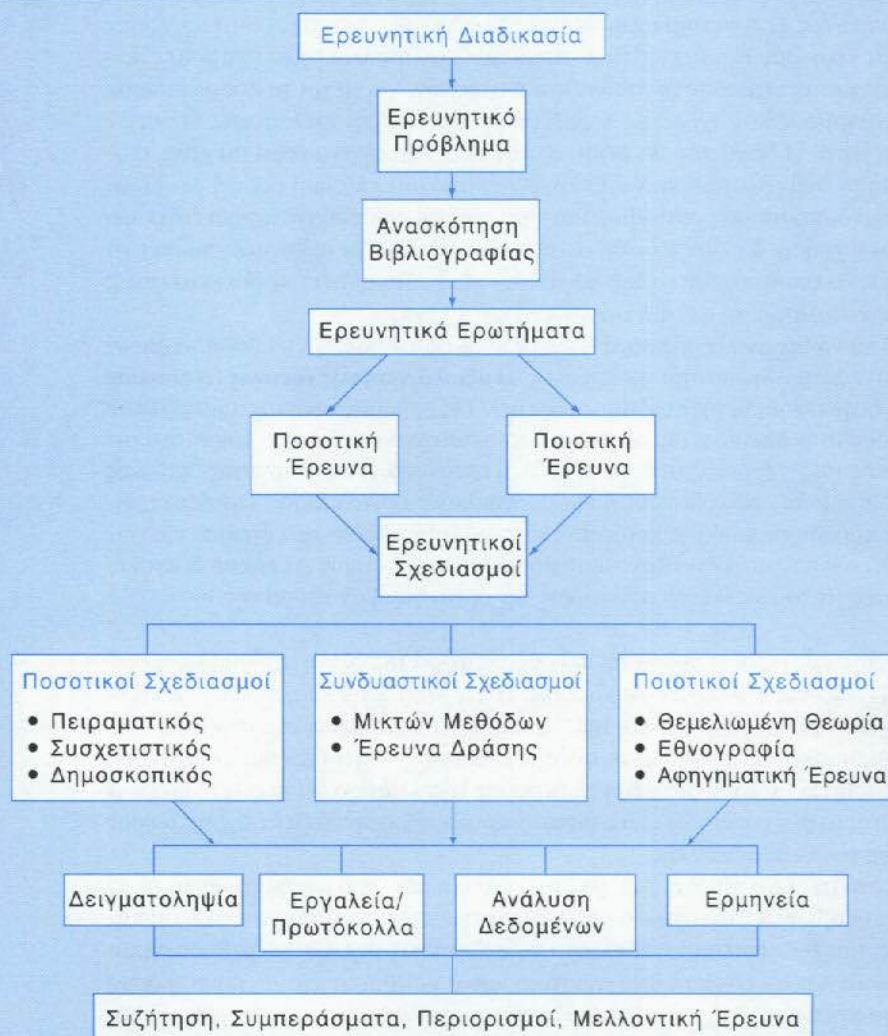 Ερευνητική Διαδικασία
Ερευνητικό
Πρόβλημα
Ανασκόπηση
Βιβλιογραφίας
Ερευνητικά Ερωτήματα
Ποσοτική
Έρευνα
Ποιοτική
Έρευνα
Ερευνητικοί
Σχεδιασμοί
Ποσοτικοί Σχεδιασμοί
• Πειραματικός
• Συσχετιστικός
• Δημοσκοπικός
Συνδυαστικοί Σχεδιασμοί
• Μικτών Μεθόδων
• Έρευνα Δράσης
Ποιοτικοί Σχεδιασμοί
• Θεμελιωμένη Θεωρία
• Εθνογραφία
• Αφηγηματική Έρευνα
Δειγματοληψία
Εργαλεία/
Πρωτόκολλα
Ανάλυση
Δεδομένων
Ερμηνεία
Συζήτηση, Συμπεράσματα, Περιορισμοί, Μελλοντική Έρευνα